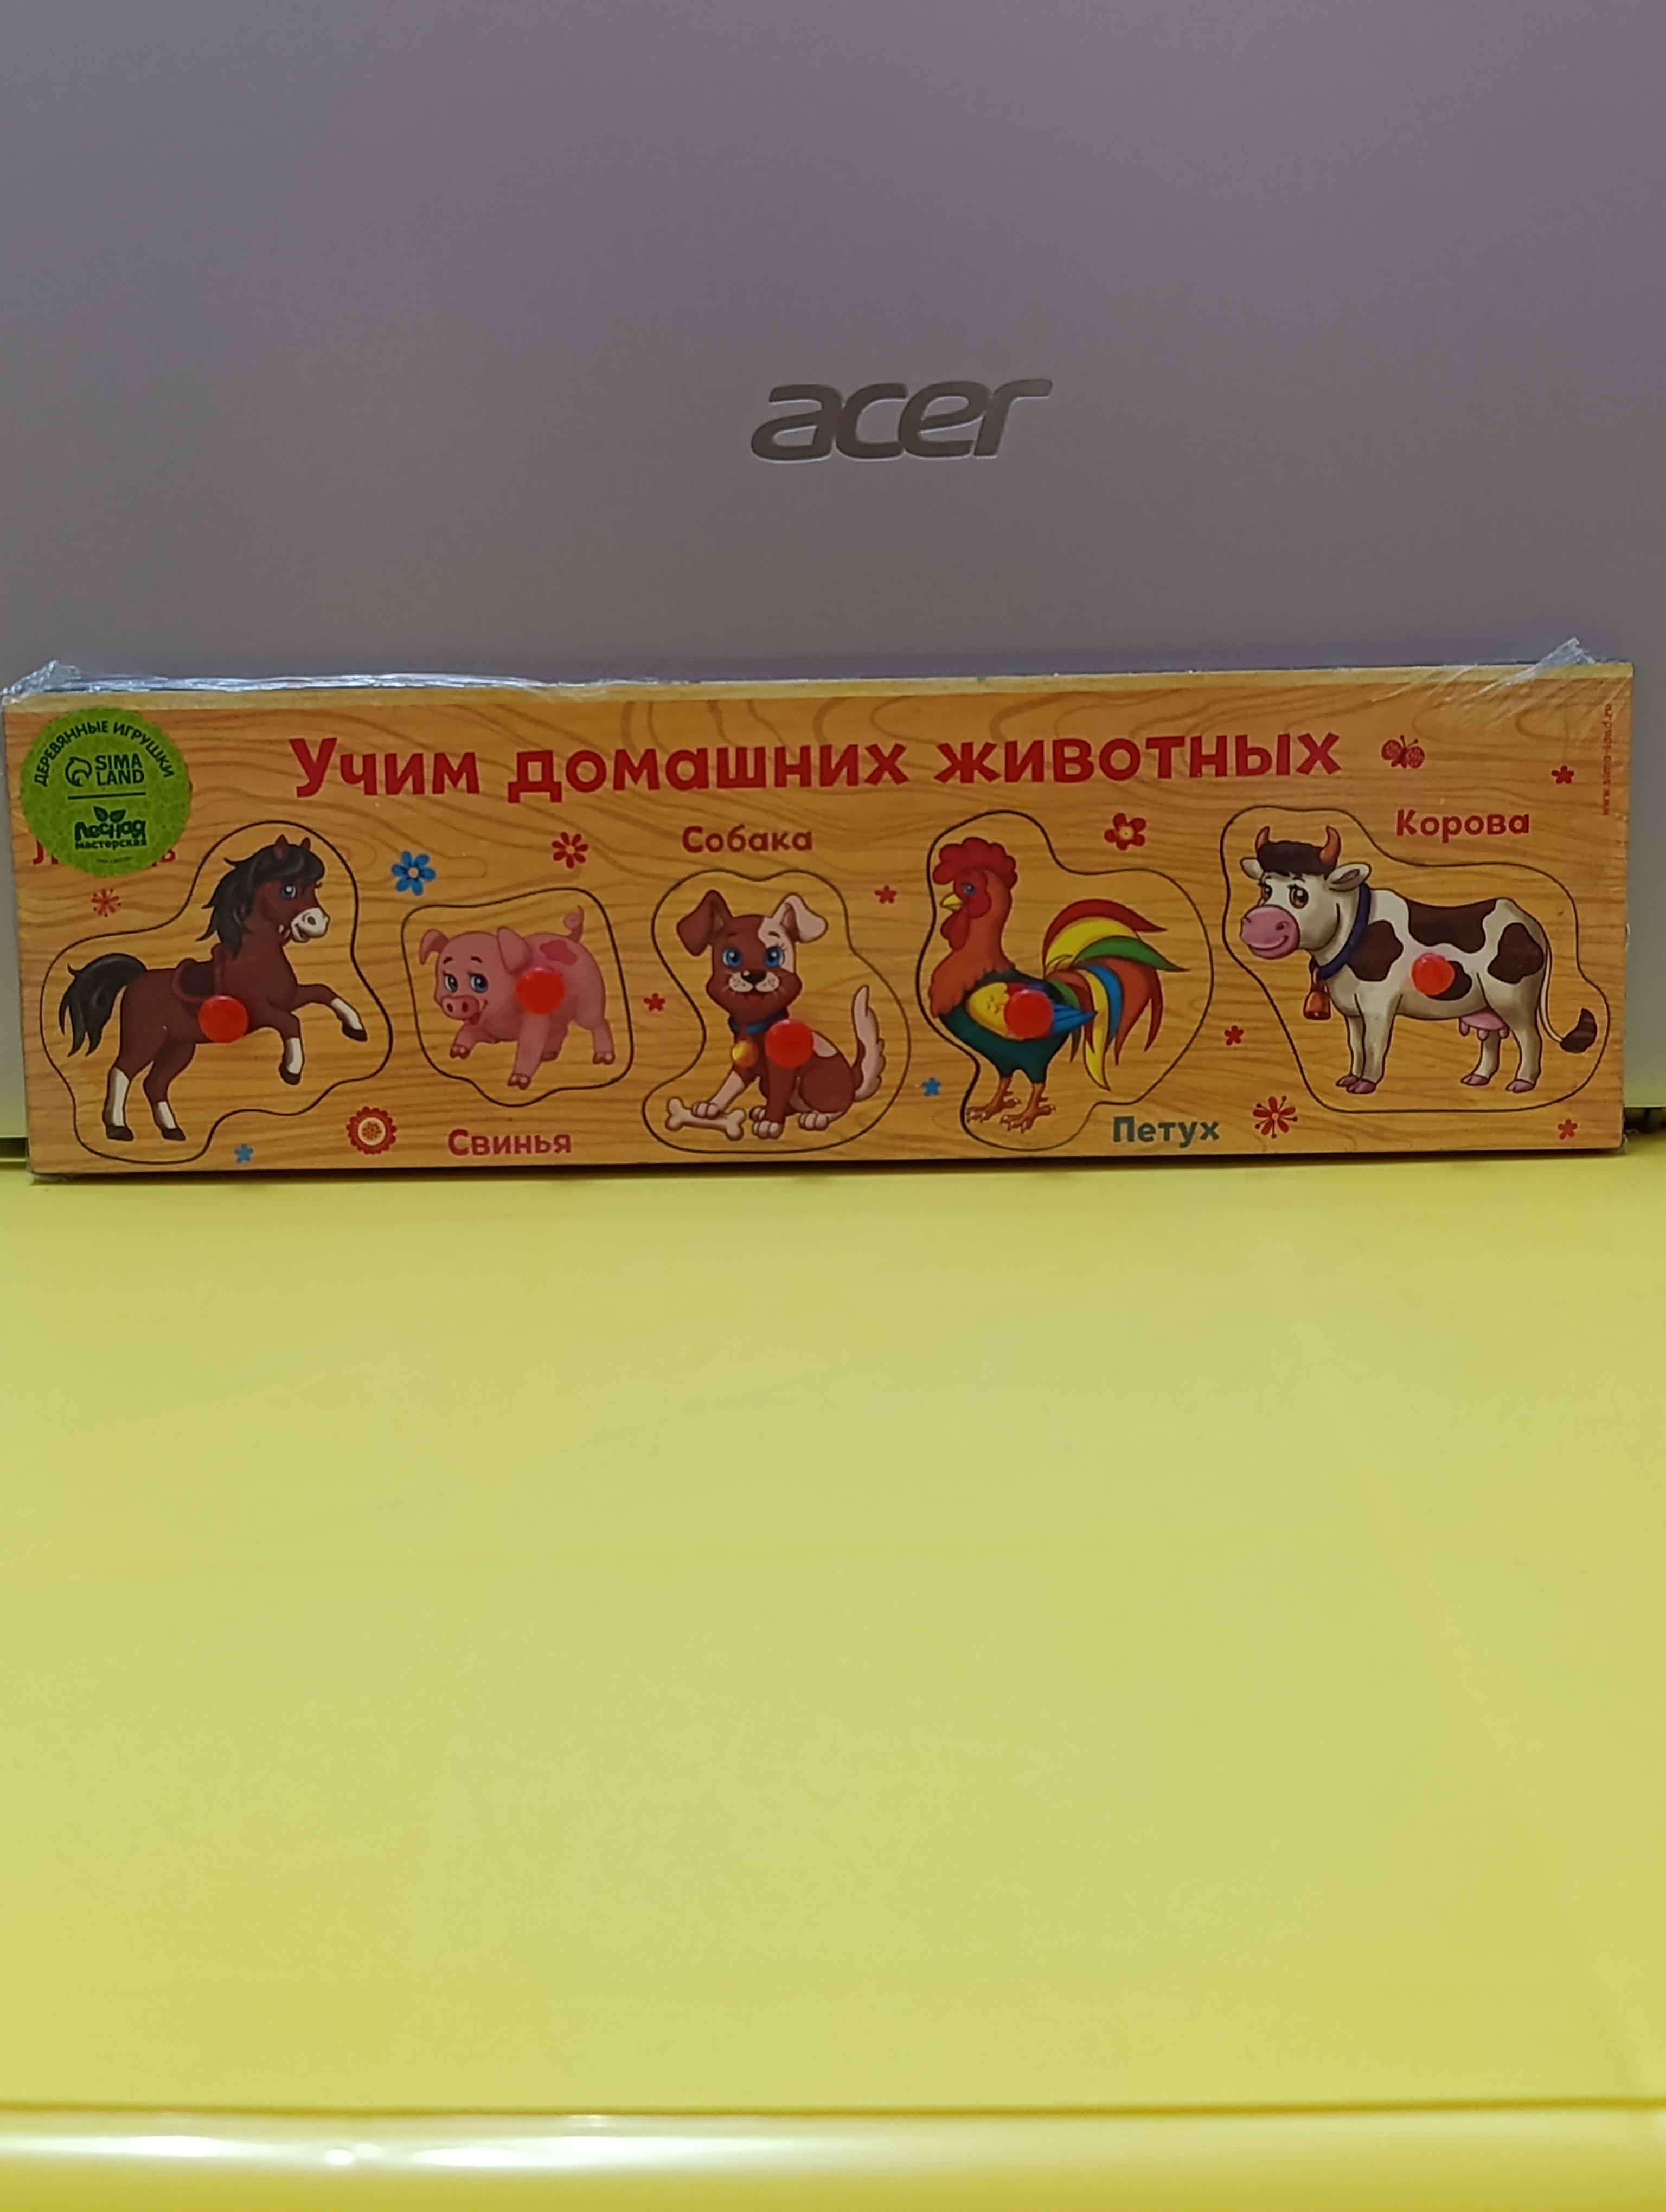 acer
ДЕРЕВЯННЫЕ ИГРУШКИ
SIMA
LAND
Лесная
мастерская
Учим домашних животных
Собака
Корова
Свинья
Петух